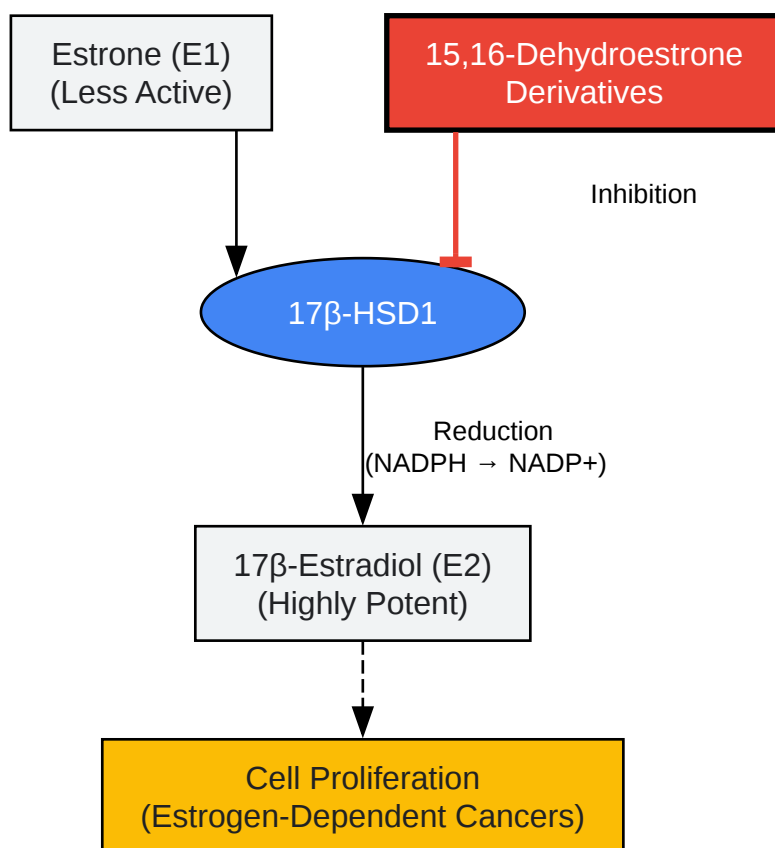 Estrone (E1)
(Less Active)
15,16-Dehydroestrone
Derivatives
Inhibition
17β-HSD1
Reduction
(NADPH → NADP+)
17β-Estradiol (E2)
(Highly Potent)
Cell Proliferation
(Estrogen-Dependent Cancers)